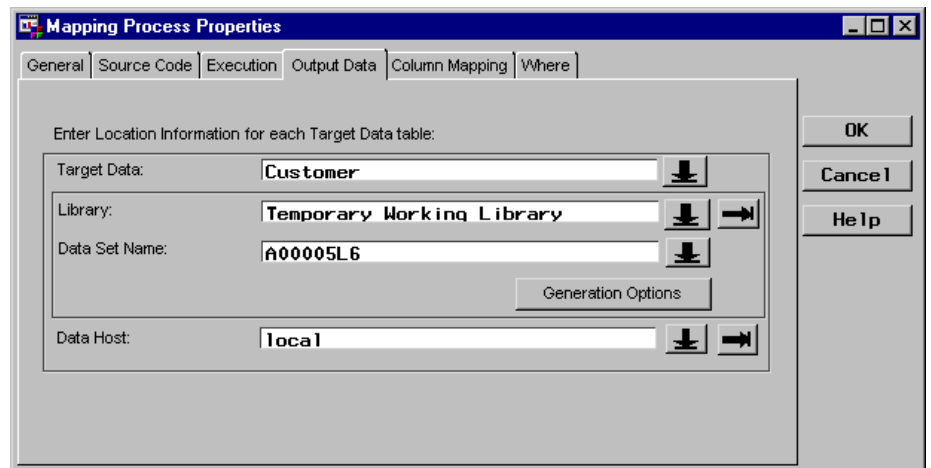 Mapping Process Properties
General Source Code Execution Output Data Column Mapping Where
Enter Location Information for each Target Data table:
OK
Target Data: Customer
Cancel
Library: Temporary Working Library
Help
Data Set Name: A00005L6
Generation Options
Data Host: local